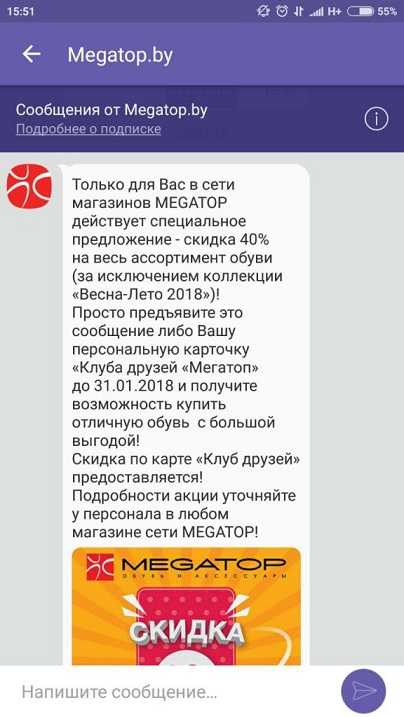 15:51
H+
55%
Megatop.by
Сообщения от Megatop.by
Подробнее о подписке
Только для Вас в сети
магазинов MEGATOP
действует специальное
предложение - скидка 40%
на весь ассортимент обуви
(за исключением коллекции
«Весна-Лето 2018»)!
Просто предъявите это
сообщение либо Вашу
персональную карточку
«Клуба друзей «Мегатоп»
до 31.01.2018 и получите
возможность купить
отличную обувь  с большой
выгодой!
Скидка по карте «Клуб друзей»
предоставляется!
Подробности акции уточняйте
у персонала в любом
магазине сети MEGATOP!
MEGATOP
ОБУВЬ И АКСЕССУАРЫ
СКИДКА
Напишите сообщение...